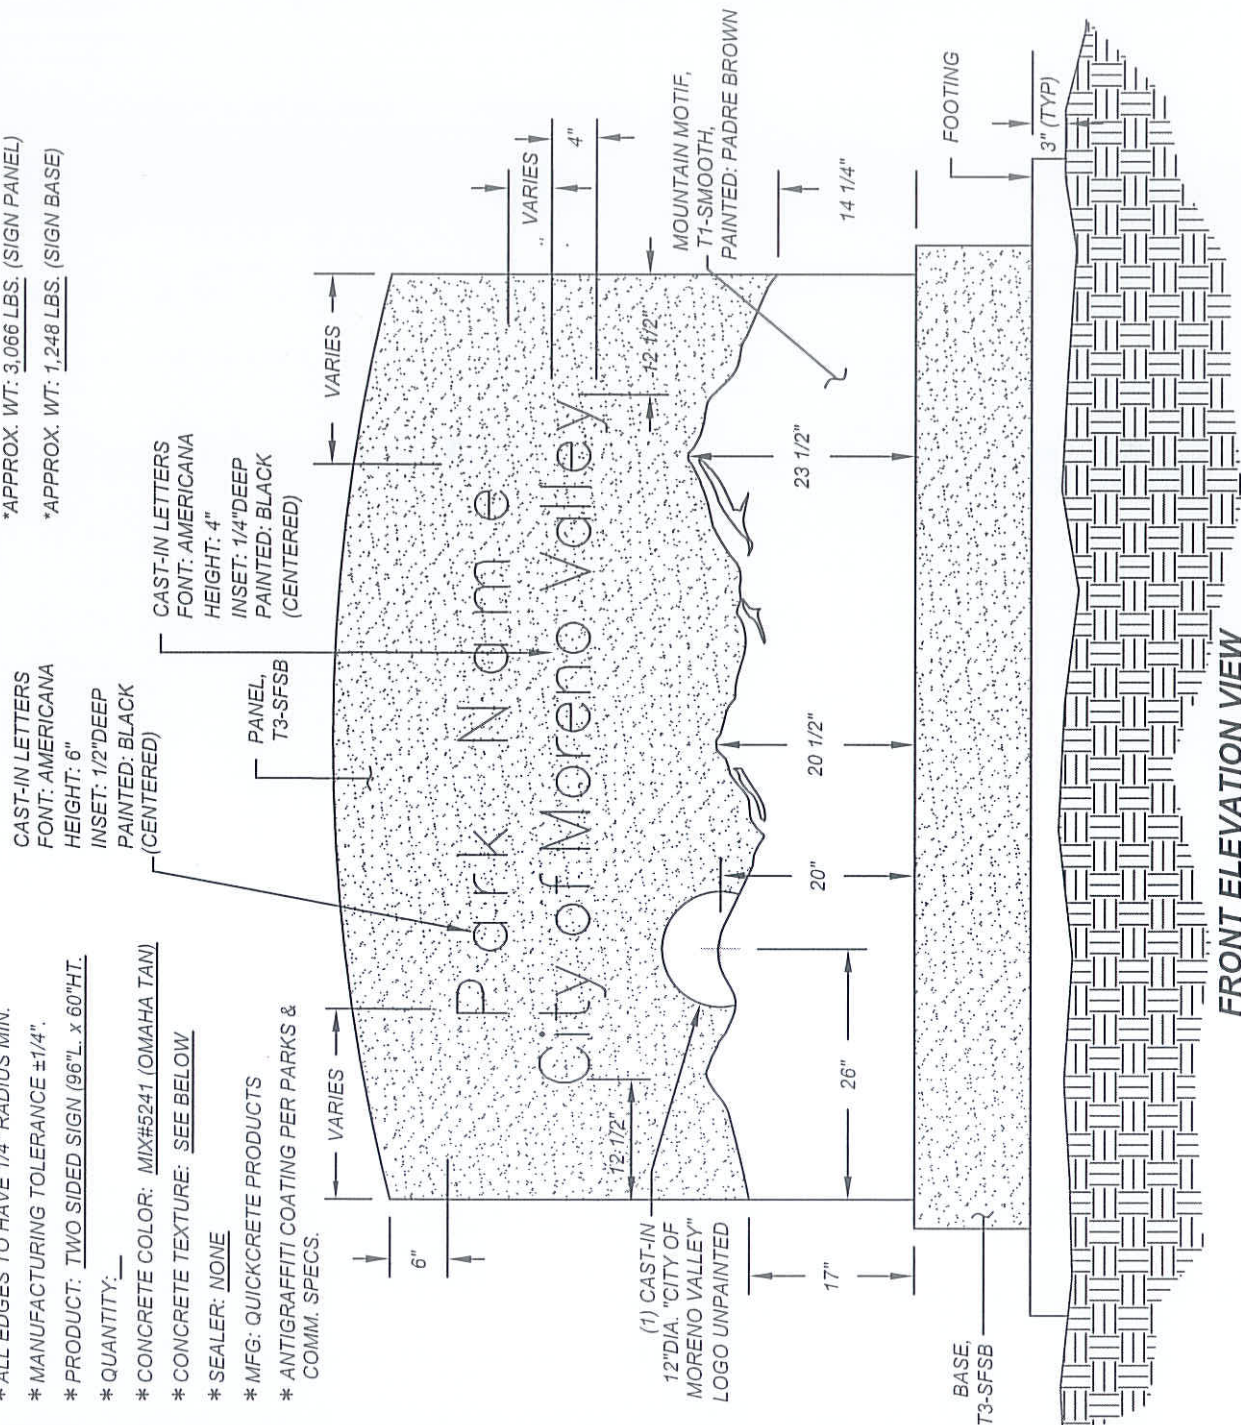 *ALL EDGES TO HAVE 1/4" RADIUS MIN.
*MANUFACTURING TOLERANCE ±1/4".
*PRODUCT: TWO SIDED SIGN (96"L. x 60"HT.
*QUANTITY:
*CONCRETE COLOR: MIX#5241 (OMAHA TAN)
*CONCRETE TEXTURE: SEE BELOW
*SEALER: NONE
*MFG: QUICKCRETE PRODUCTS
* ANTIGRAFFITI COATING PER PARKS &
COMM. SPECS.
*APPROX. WT: 3,066 LBS. (SIGN PANEL)
*APPROX. WT: 1,248 LBS. (SIGN BASE)
CAST-IN LETTERS
FONT: AMERICANA
HEIGHT: 6"
INSET: 1/2"DEEP
PAINTED: BLACK
(CENTERED)
CAST-IN LETTERS
FONT: AMERICANA
HEIGHT: 4"
INSET: 1/4"DEEP
PAINTED: BLACK
(CENTERED)
PANEL,
T3-SFSB
VARIES
VARIES
6"
Park Name
City of Moreno Valley
VARIES
4"
12 1/2"
12 1/2"
(1) CAST-IN
12"DIA. "CITY OF
MORENO VALLEY"
LOGO UNPAINTED
MOUNTAIN MOTIF,
T1-SMOOTH,
PAINTED: PADRE BROWN
17"
26"
20"
20 1/2"
23 1/2"
14 1/4"
BASE,
T3-SFSB
FOOTING
3" (TYP)
FRONT ELEVATION VIEW